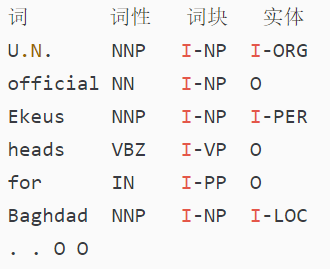 词 词性 词块 实体
U.N. NNP I-NP I-ORG
official NN I-NP O
Ekeus NNP I-NP I-PER
heads VBZ I-VP O
for IN I-PP O
Baghdad NNP I-NP I-LOC
. . O O